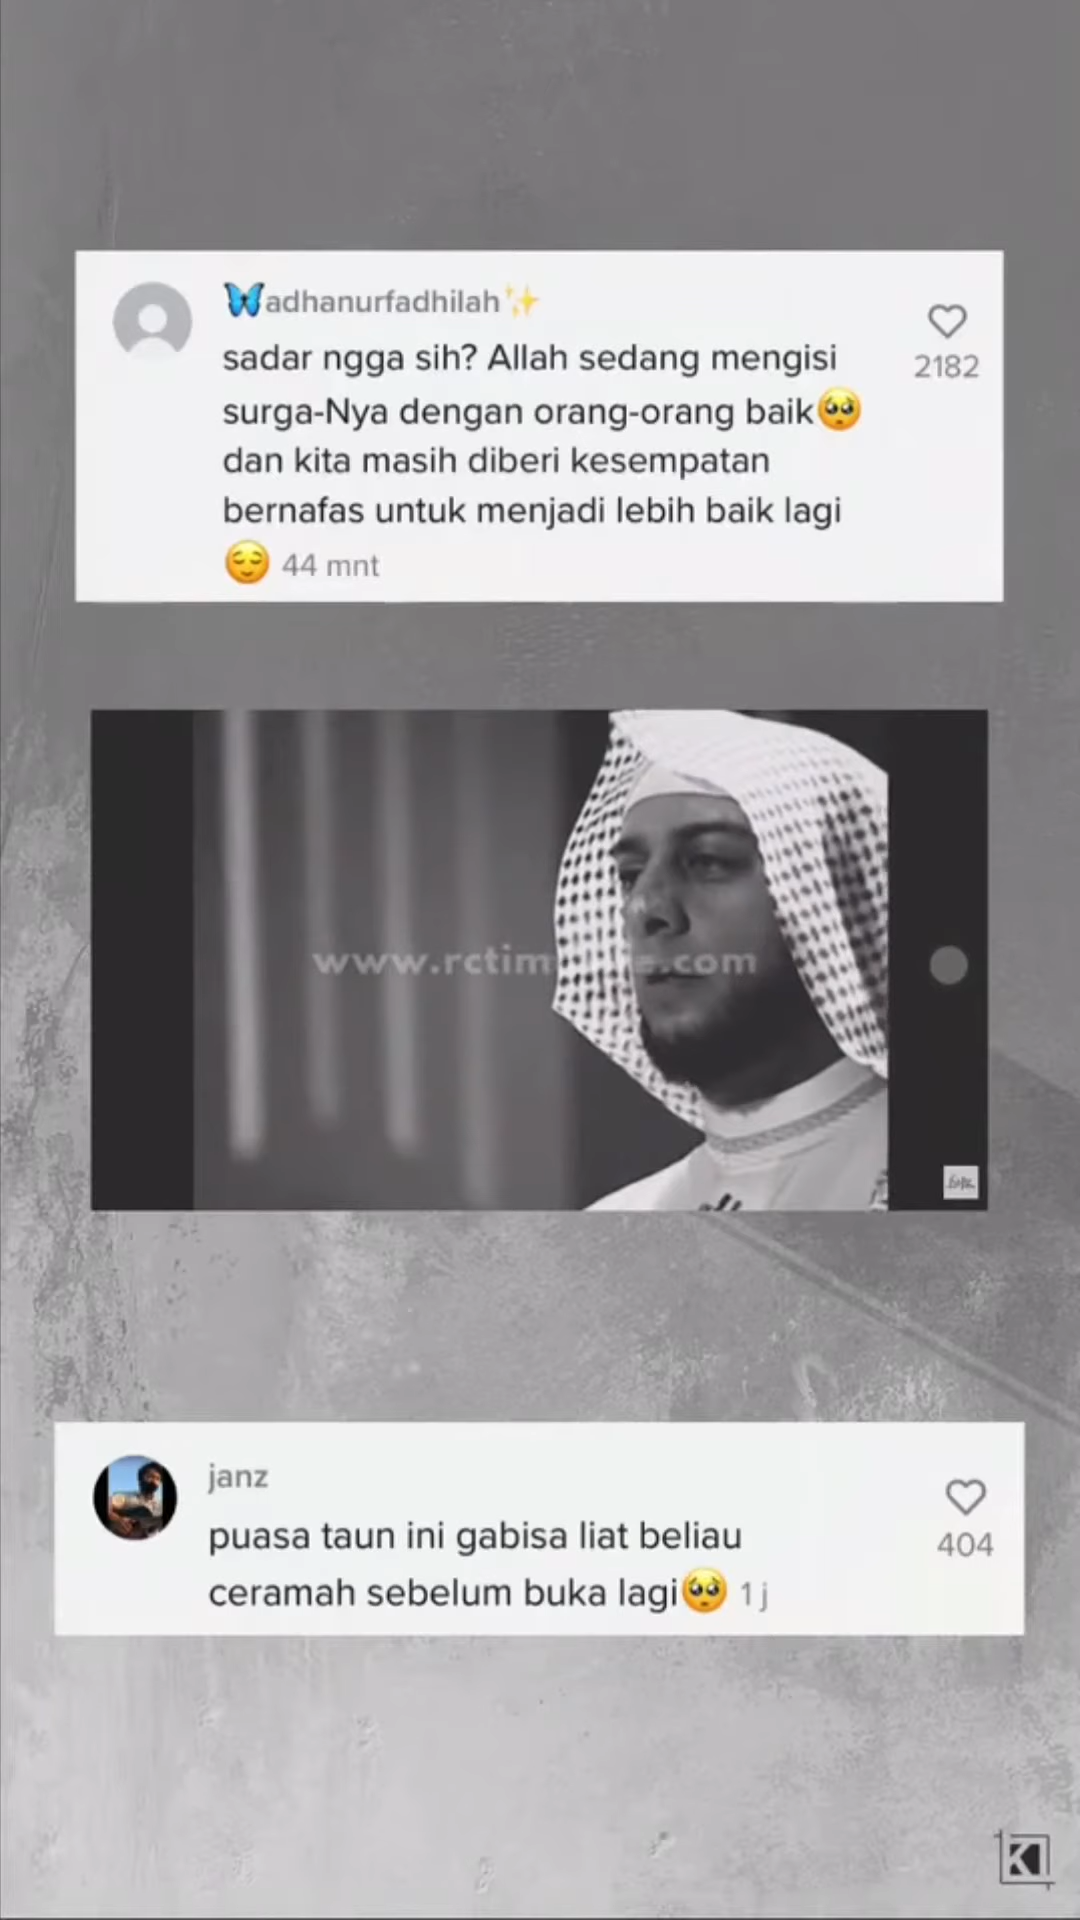 🦋adhanurfadhilah✨
sadar ngga sih? Allah sedang mengisi
surga-Nya dengan orang-orang baik🥺
dan kita masih diberi kesempatan
bernafas untuk menjadi lebih baik lagi
😌 44 mnt
2182
janz
puasa taun ini gabisa liat beliau
ceramah sebelum buka lagi🥺 1 j
404